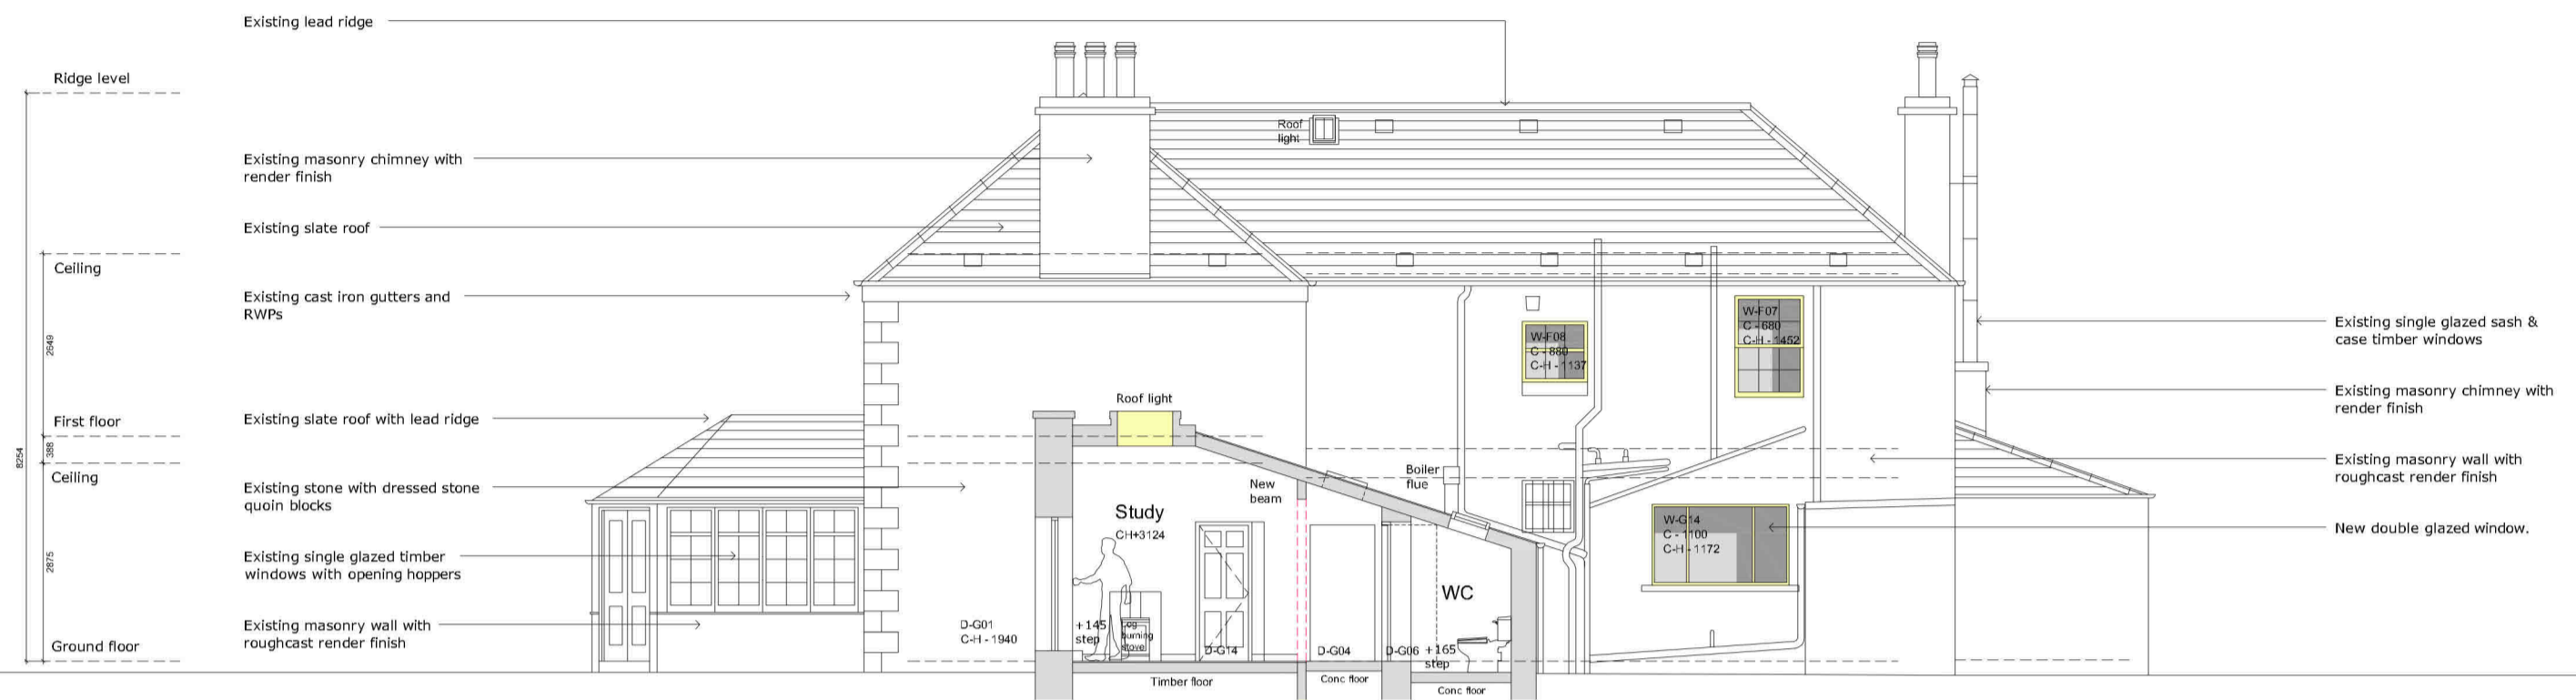 Existing lead ridge
Ridge level
Roof
light
Existing masonry chimney with
render finish
Existing slate roof
Ceiling
Existing cast iron gutters and
RWPs
2649
W-F07
C - 680
C-H - 1452
W-F08
C - 880
C-H - 1137
Existing single glazed sash &
case timber windows
Existing masonry chimney with
render finish
Roof light
Existing slate roof with lead ridge
First floor
388
8254
Ceiling
Existing stone with dressed stone
quoin blocks
Boiler
flue
New
beam
Existing masonry wall with
roughcast render finish
Study
CH+3124
W-G14
C - 1100
C-H - 1172
New double glazed window.
2875
Existing single glazed timber
windows with opening hoppers
WC
Existing masonry wall with
roughcast render finish
Ground floor
D-G01
C-H - 1940
+145
step
Log
burning
stove
D-G14
D-G04
D-G06
+165
step
Timber floor
Conc floor
Conc floor